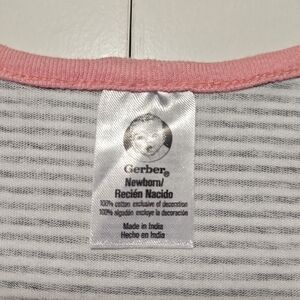 Gerber®
Newborn/
Recién Nacido
100% cotton exclusive of decoration
100% algodón excluye la decoración
Made in India
Hecho en India